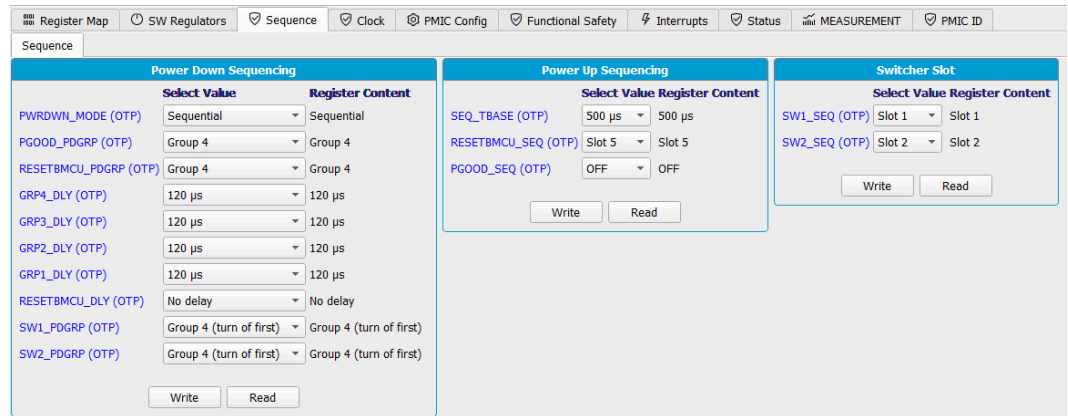 Register Map SW Regulators Sequence Clock PMIC Config Functional Safety Interrupts Status MEASUREMENT PMIC ID
Sequence
Power Down Sequencing
Select Value Register Content
PWRDWN_MODE (OTP) Sequential Sequential
PGOOD_PDGRP (OTP) Group 4 Group 4
RESETBMCU_PDGRP (OTP) Group 4 Group 4
GRP4_DLY (OTP) 120 µs 120 µs
GRP3_DLY (OTP) 120 µs 120 µs
GRP2_DLY (OTP) 120 µs 120 µs
GRP1_DLY (OTP) 120 µs 120 µs
RESETBMCU_DLY (OTP) No delay No delay
SW1_PDGRP (OTP) Group 4 (turn of first) Group 4 (turn of first)
SW2_PDGRP (OTP) Group 4 (turn of first) Group 4 (turn of first)
Write Read
Power Up Sequencing
Select Value Register Content
SEQ_TBASE (OTP) 500 µs 500 µs
RESETBMCU_SEQ (OTP) Slot 5 Slot 5
PGOOD_SEQ (OTP) OFF OFF
Write Read
Switcher Slot
Select Value Register Content
SW1_SEQ (OTP) Slot 1 Slot 1
SW2_SEQ (OTP) Slot 2 Slot 2
Write Read